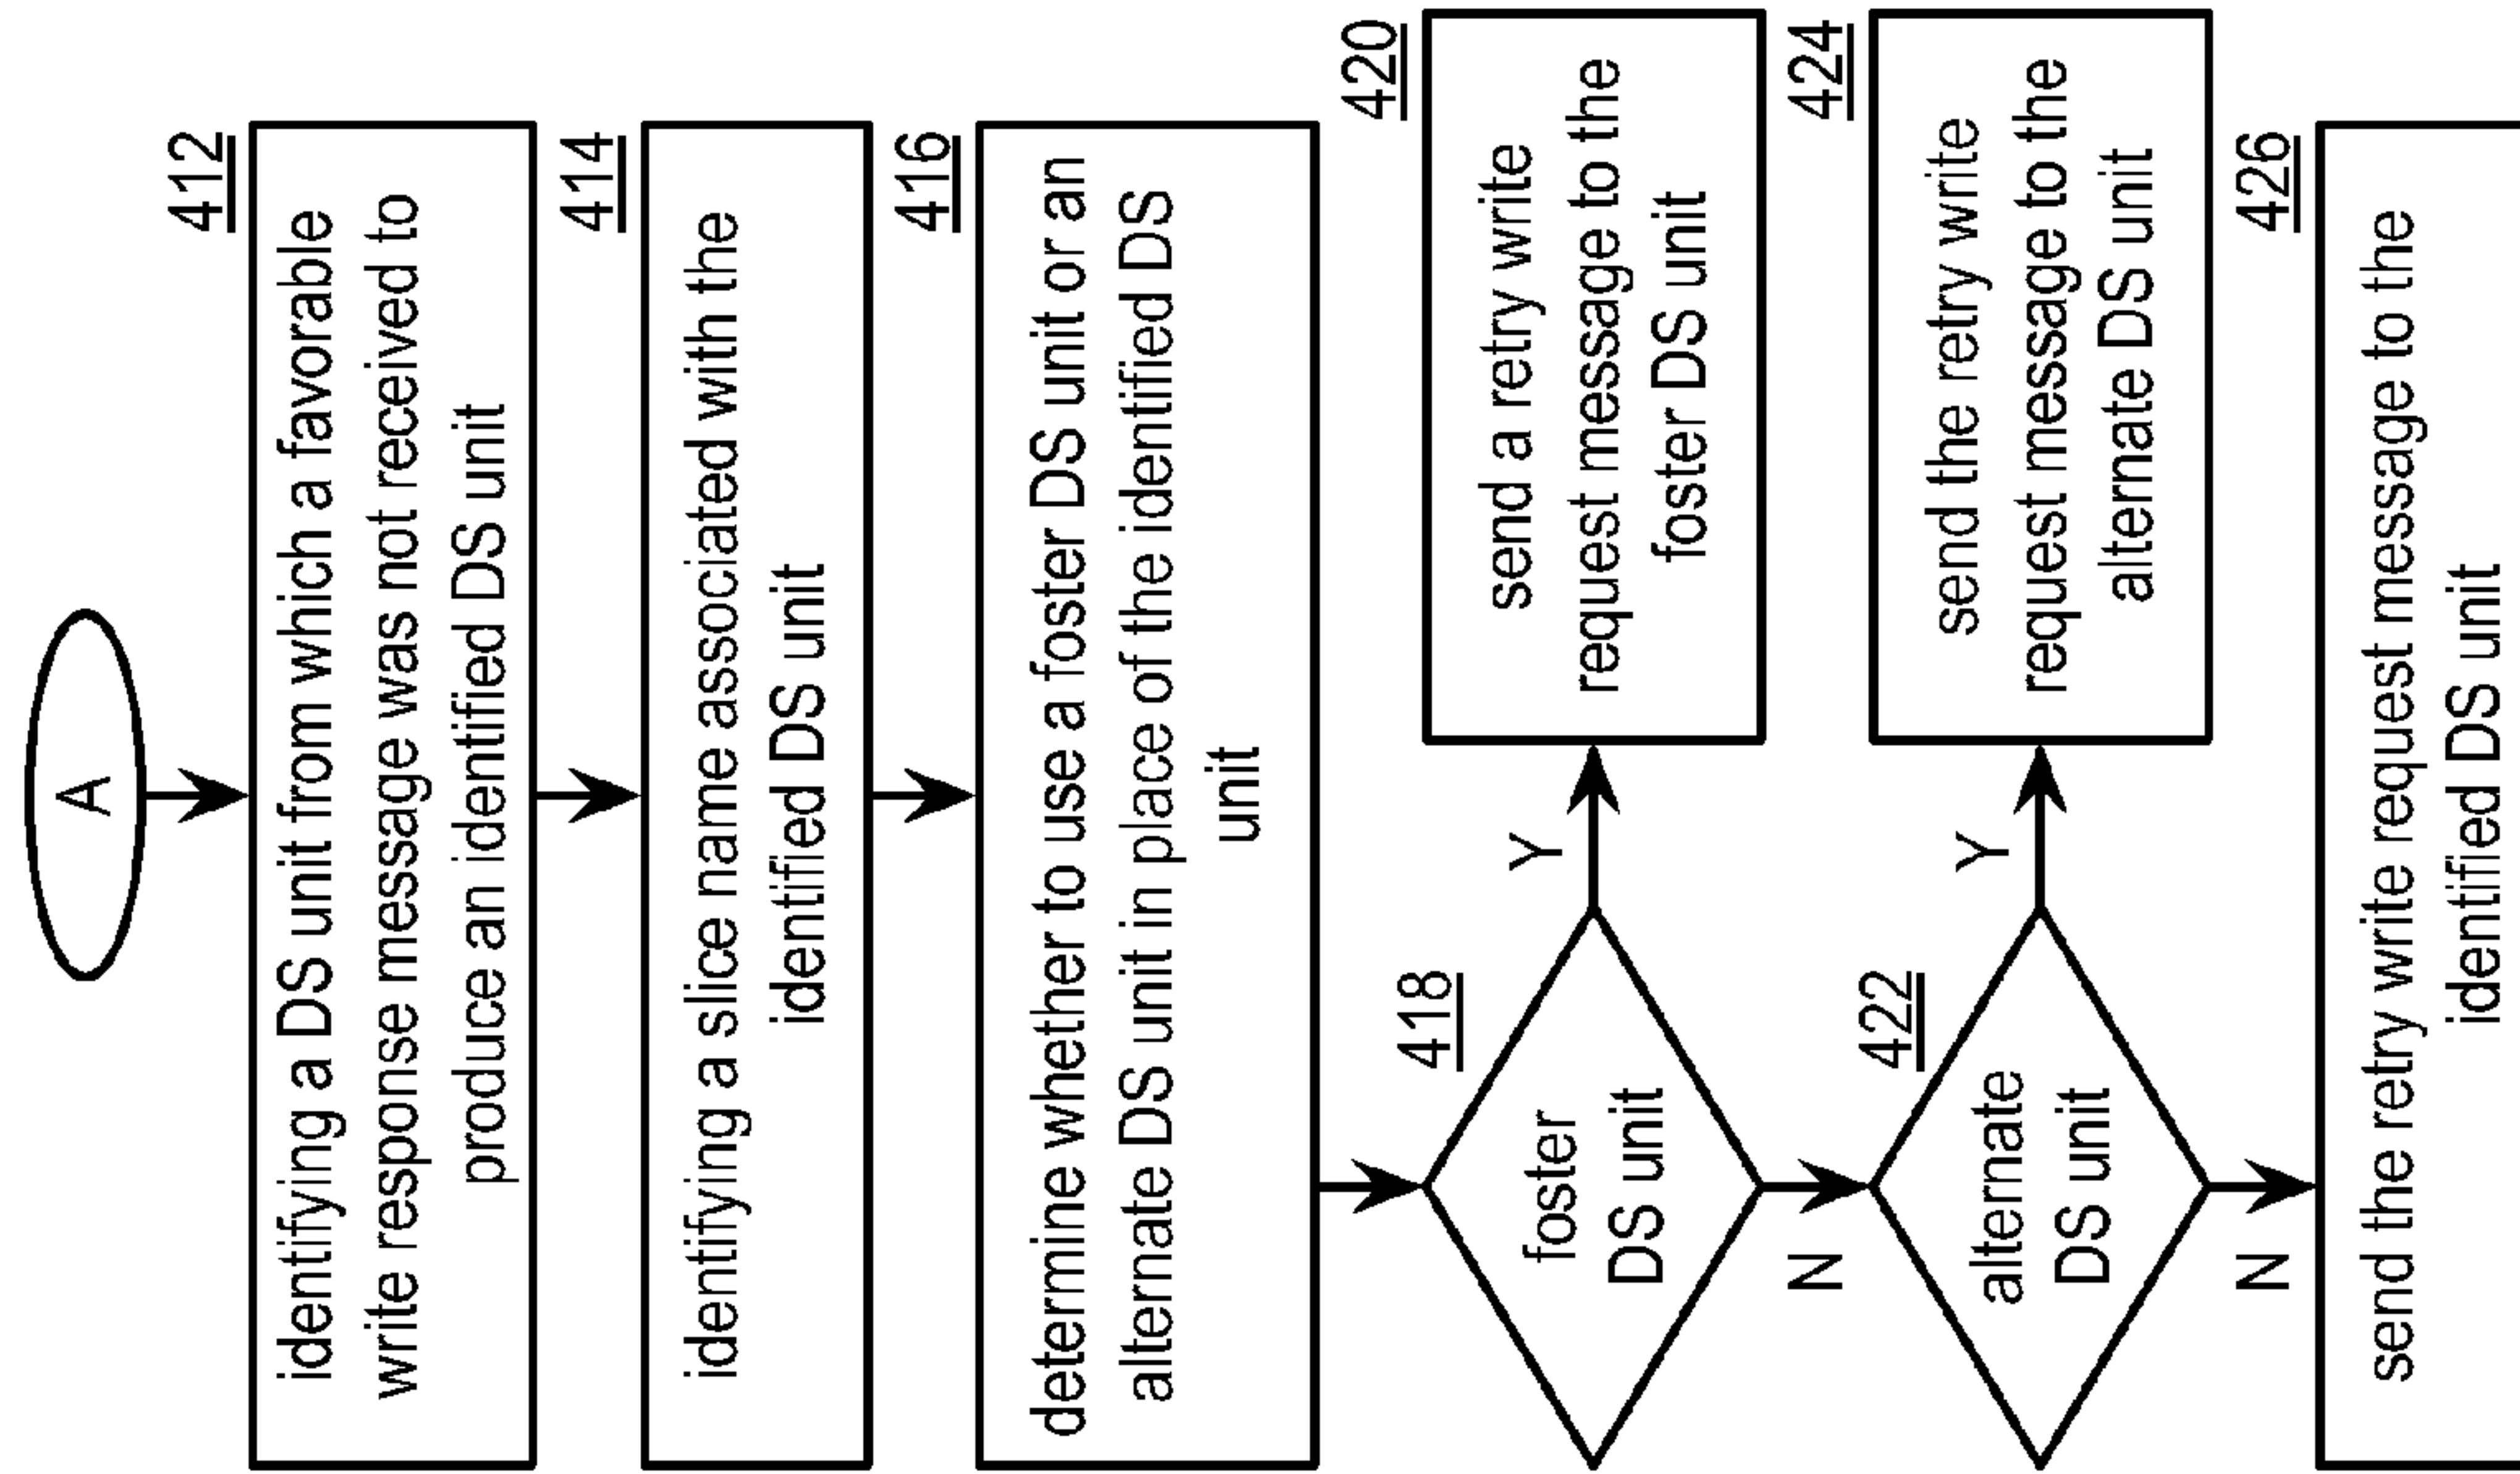 A
412
identifying a DS unit from which a favorable
write response message was not received to
produce an identified DS unit
414
identifying a slice name associated with the
identified DS unit
416
determine whether to use a foster DS unit or an
alternate DS unit in place of the identified DS
unit
418
foster
DS unit
Y
420
send a retry write
request message to the
foster DS unit
N
422
alternate
DS unit
Y
424
send the retry write
request message to the
alternate DS unit
N
426
send the retry write request message to the
identified DS unit